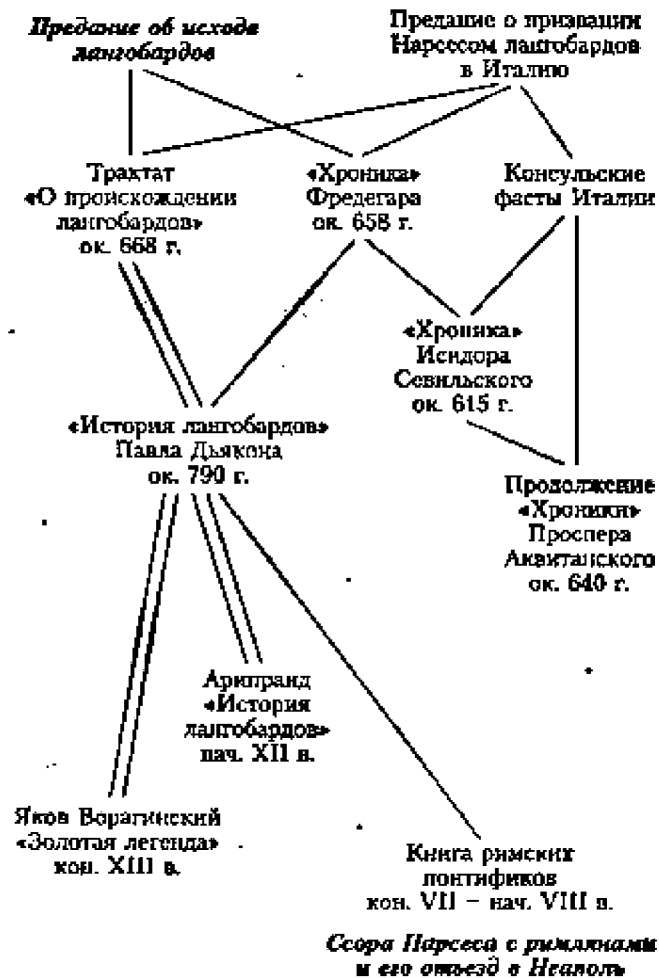 Предание об исходе
лангобардов
Предание о призвании
Нарсесом лангобардов
в Италию
Трактат
«О происхождении
лангобардов»
ок. 668 г.
«Хроника»
Фредегара
ок. 658 г.
Консульские
фасты Италии
«Хроника»
Исидора
Севильского
ок. 615 г.
«История лангобардов»
Павла Дьякона
ок. 790 г.
Продолжение
«Хроники»
Проспера
Аквитанского
ок. 640 г.
Арипранд
«История
лангобардов»
нач. XII в.
Яков Ворагинский
«Золотая легенда»
кон. XIII в.
Книга римских
понтификов
кон. VII – нач. VIII в.
Ссора Нарсеса с римлянами
и его отъезд в Неаполь